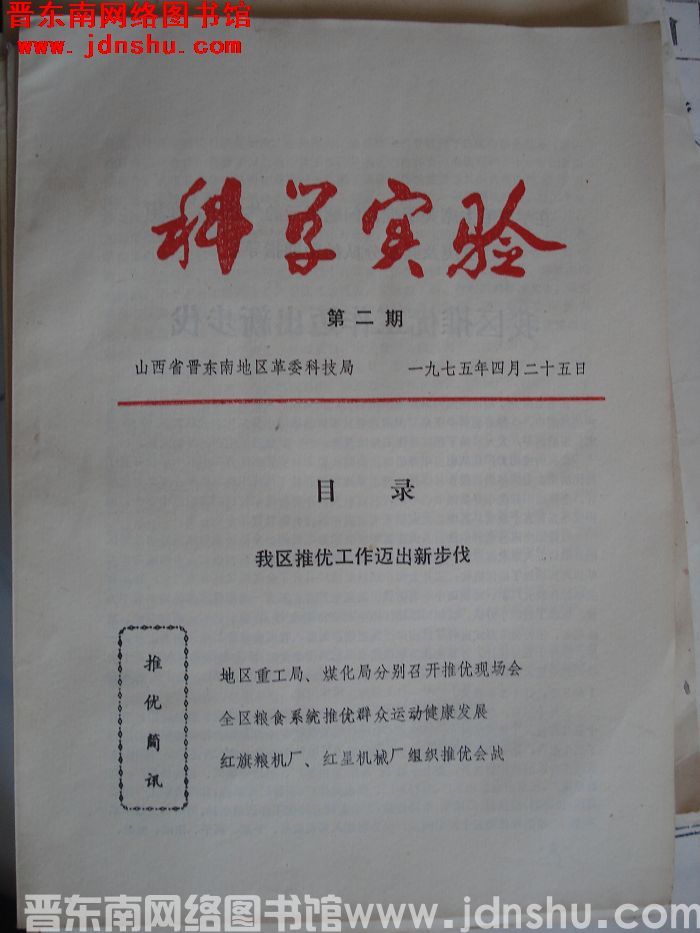 晋东南网络图书馆
www.jdnshu.com
科学实验
第二期
山西省晋东南地区革委科技局 一九七五年四月二十五日
目 录
我区推优工作迈出新步伐
推优简讯
地区重工局、煤化局分别召开推优现场会
全区粮食系统推优群众运动健康发展
红旗粮机厂、红星机械厂组织推优会战
晋东南网络图书馆www.jdnshu.com